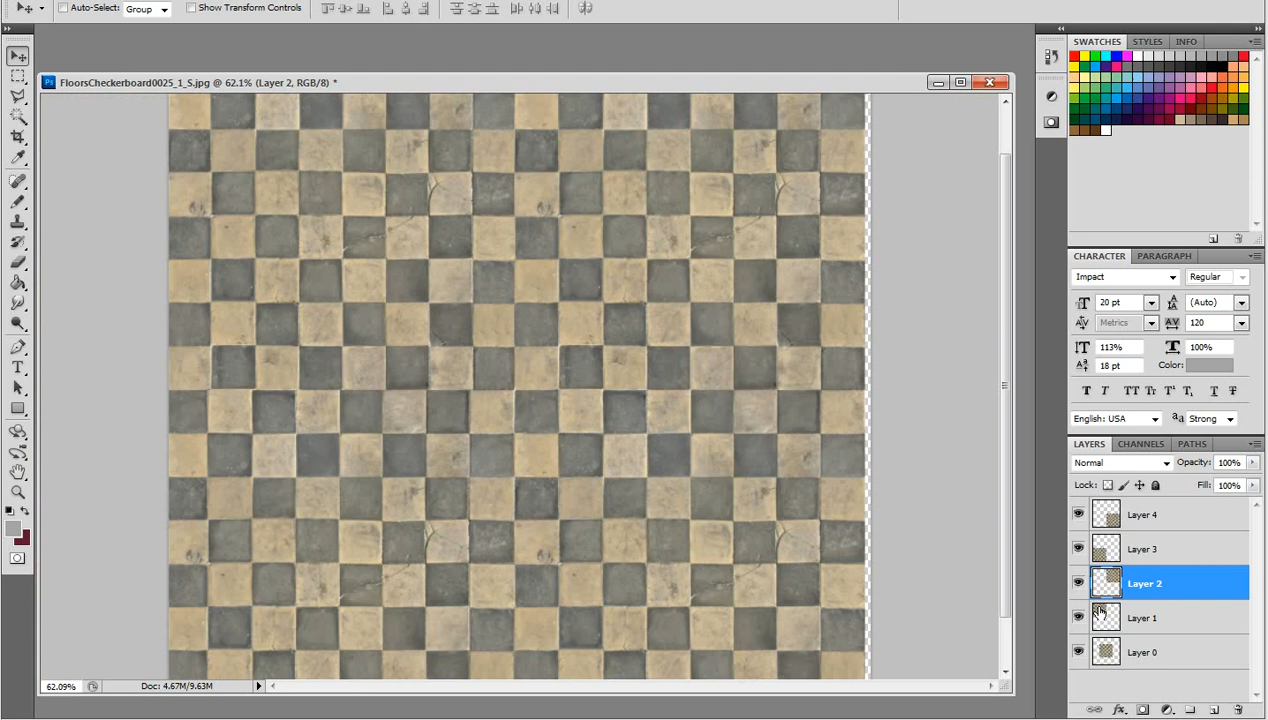 Auto-Select: Group Show Transform Controls
FloorsCheckerboard0025_1_S.jpg @ 62.1% (Layer 2, RGB/8) *
SWATCHES STYLES INFO
CHARACTER PARAGRAPH
Impact Regular
20 pt (Auto)
Metrics 120
113% 100%
18 pt Color:
English: USA Strong
LAYERS CHANNELS PATHS
Normal Opacity: 100%
Lock: Fill: 100%
Layer 4
Layer 3
Layer 2
Layer 1
Layer 0
62.09% Doc: 4.67M/9.63M